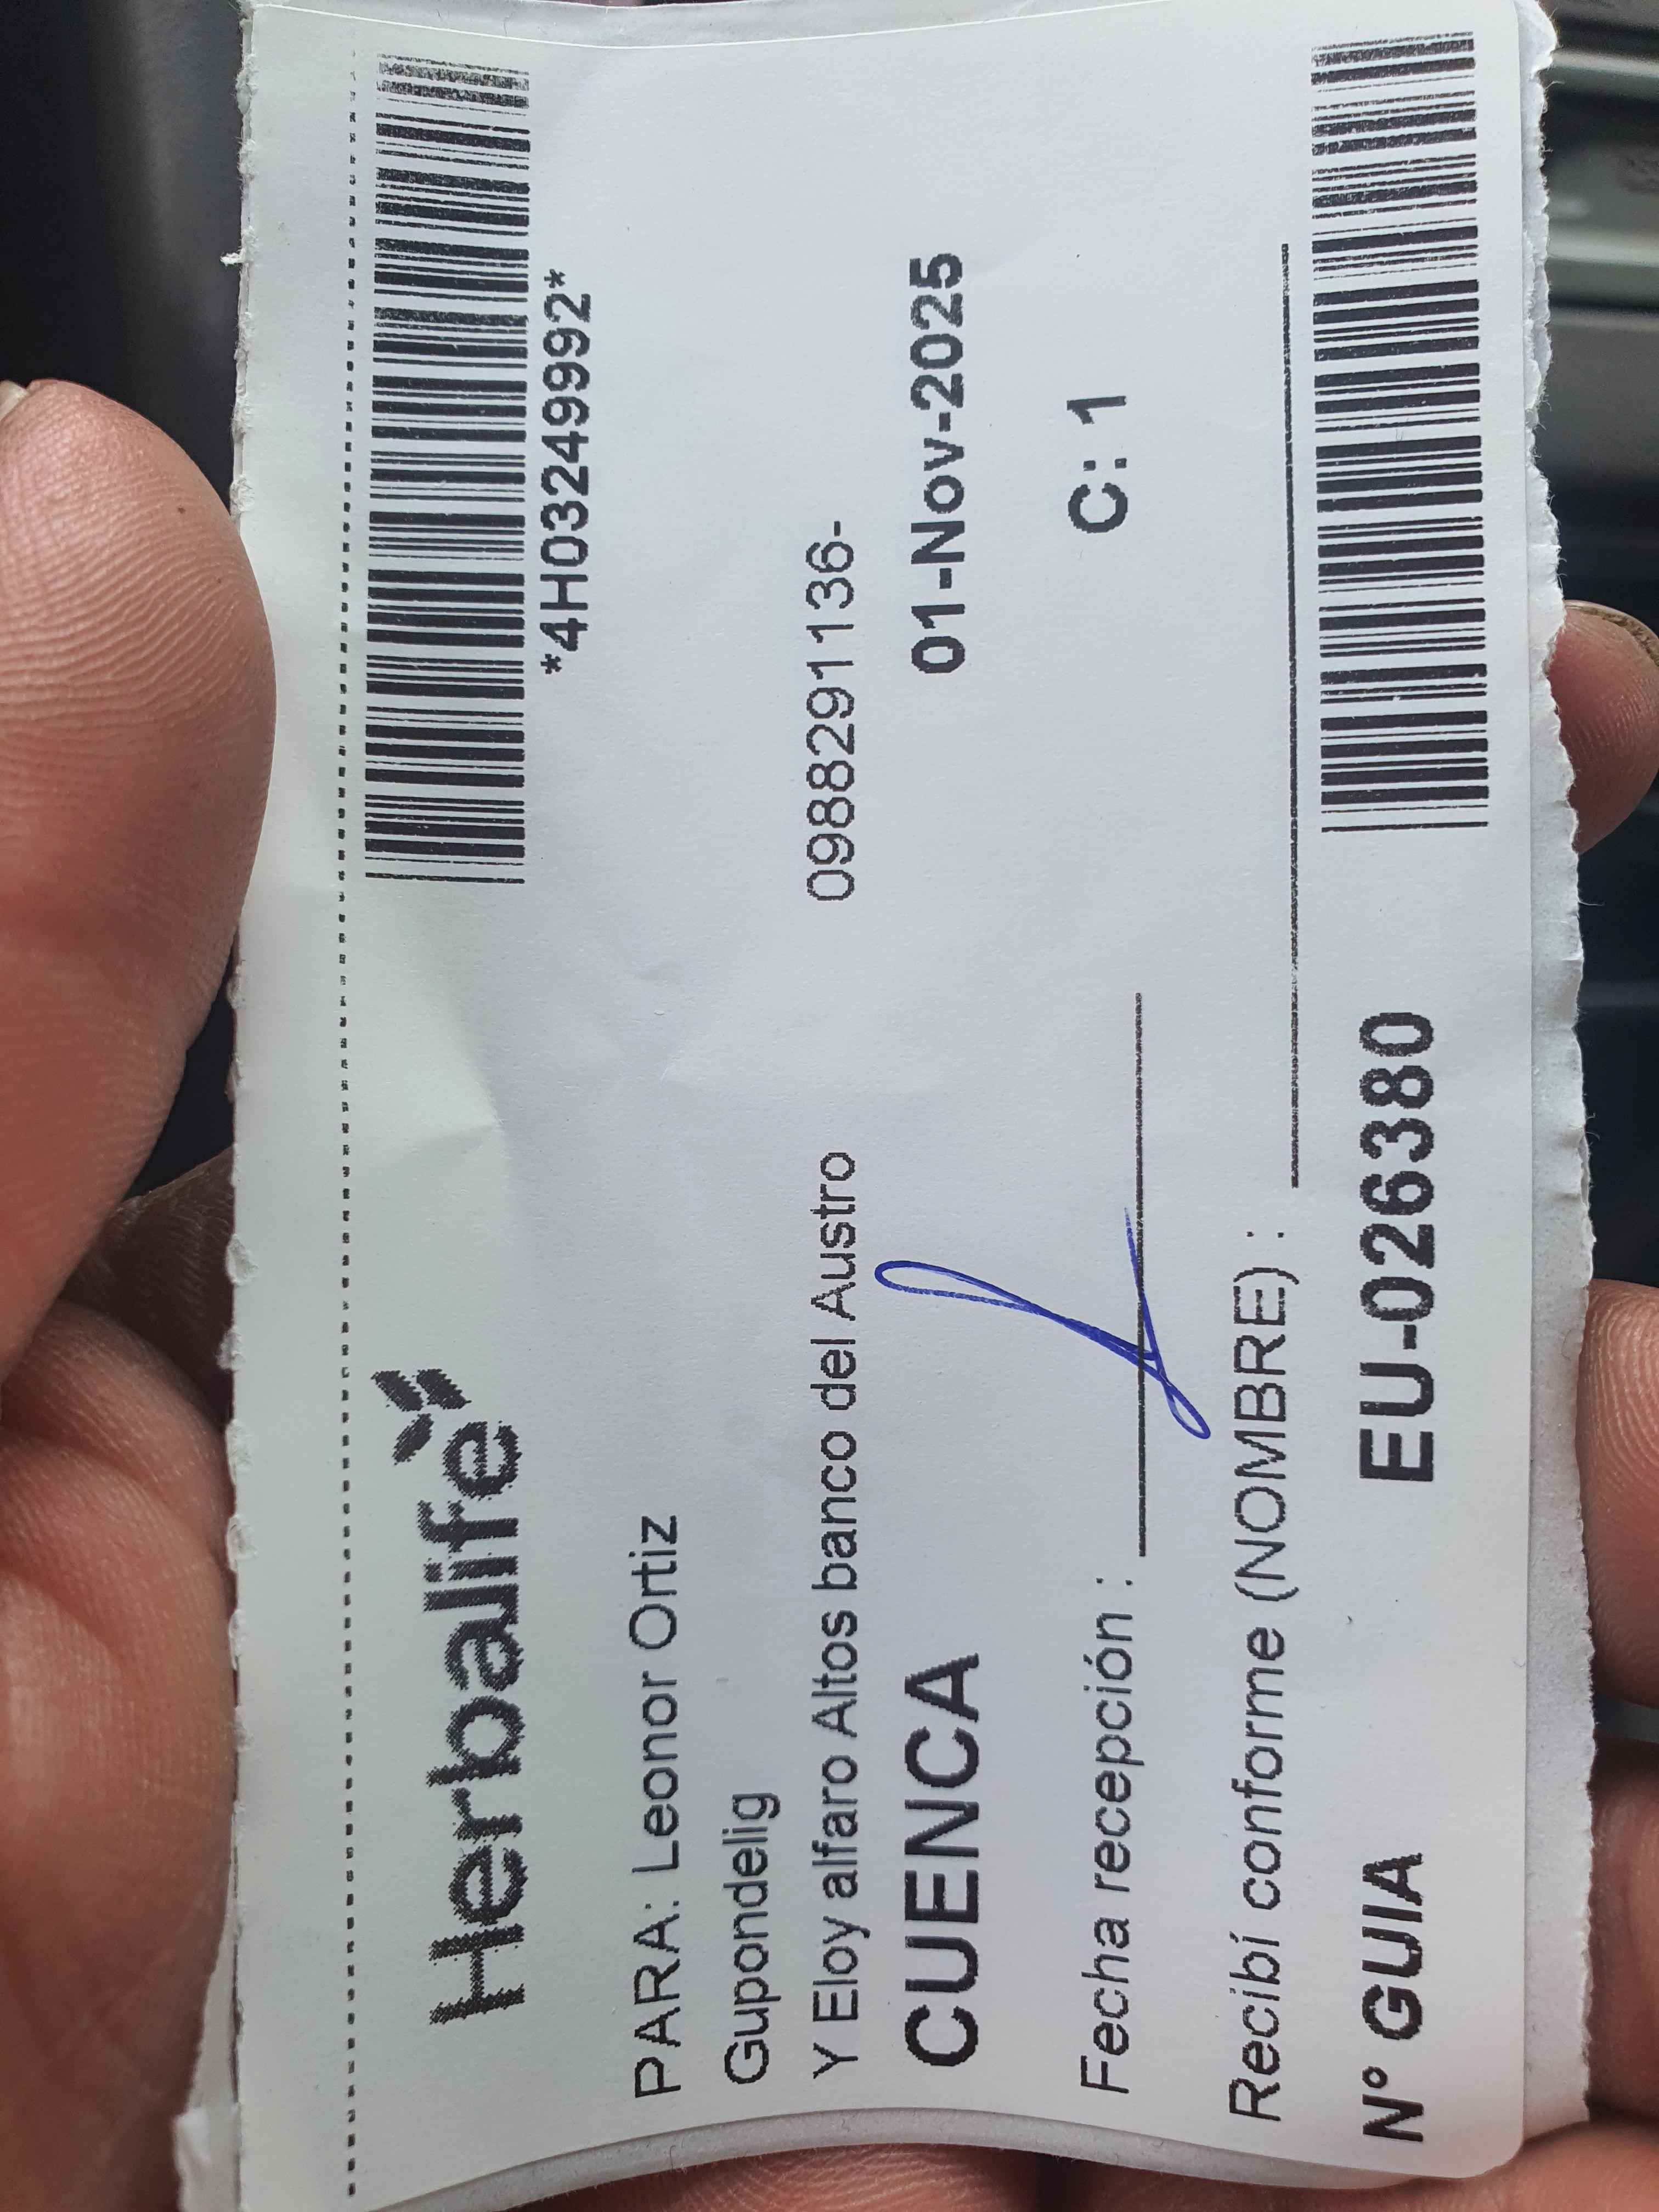 Herbalife
*4H03249992*
PARA: Leonor Ortiz
Gupondelig
Y Eloy alfaro Altos banco del Austro 0988291136-
CUENCA 01-Nov-2025
Fecha recepción : C: 1
Recibí conforme (NOMBRE) :
N° GUIA EU-026380